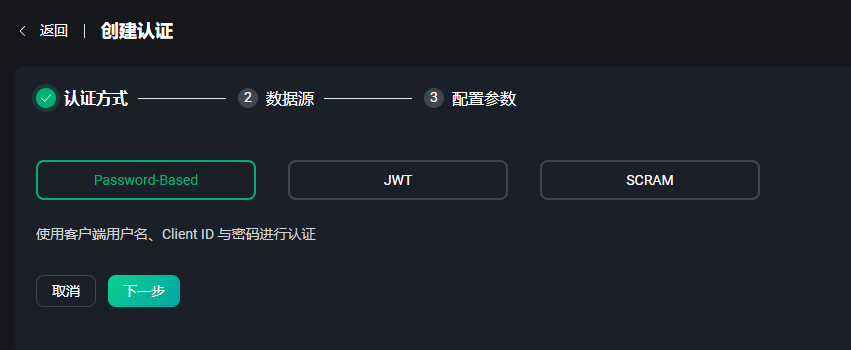 返回 | 创建认证
认证方式 2 数据源 3 配置参数
Password-Based JWT SCRAM
使用客户端用户名、Client ID 与密码进行认证
取消 下一步